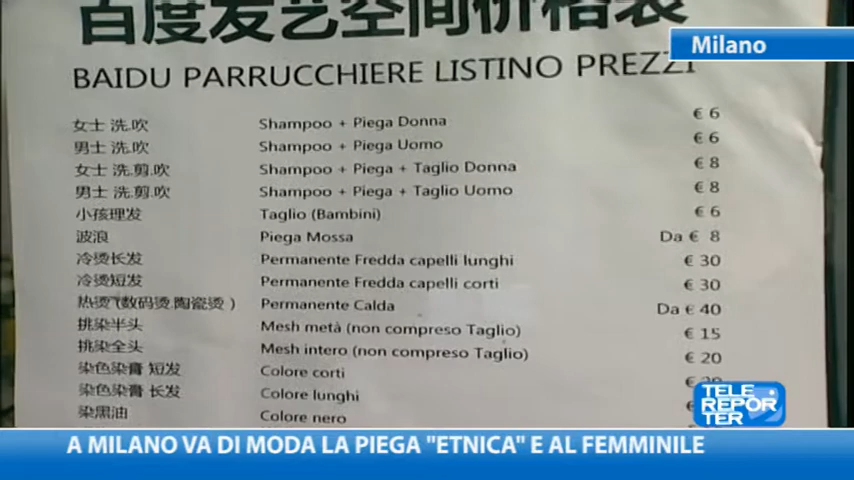 百度发艺空间价格表
Milano
BAIDU PARRUCCHIERE LISTINO PREZZI
女士 洗.吹 Shampoo + Piega Donna € 6
男士 洗.吹 Shampoo + Piega Uomo € 6
女士 洗.剪.吹 Shampoo + Piega + Taglio Donna € 8
男士 洗.剪.吹 Shampoo + Piega + Taglio Uomo € 8
小孩理发 Taglio (Bambini) € 6
波浪 Piega Mossa Da € 8
冷烫长发 Permanente Fredda capelli lunghi € 30
冷烫短发 Permanente Fredda capelli corti € 30
热烫(数码烫.陶瓷烫) Permanente Calda Da € 40
挑染半头 Mesh metà (non compreso Taglio) € 15
挑染全头 Mesh intero (non compreso Taglio) € 20
染色染膏 短发 Colore corti €
染色染膏 长发 Colore lunghi €
染黑油 Colore nero
TELE
REPOR
TER
A MILANO VA DI MODA LA PIEGA "ETNICA" E AL FEMMINILE